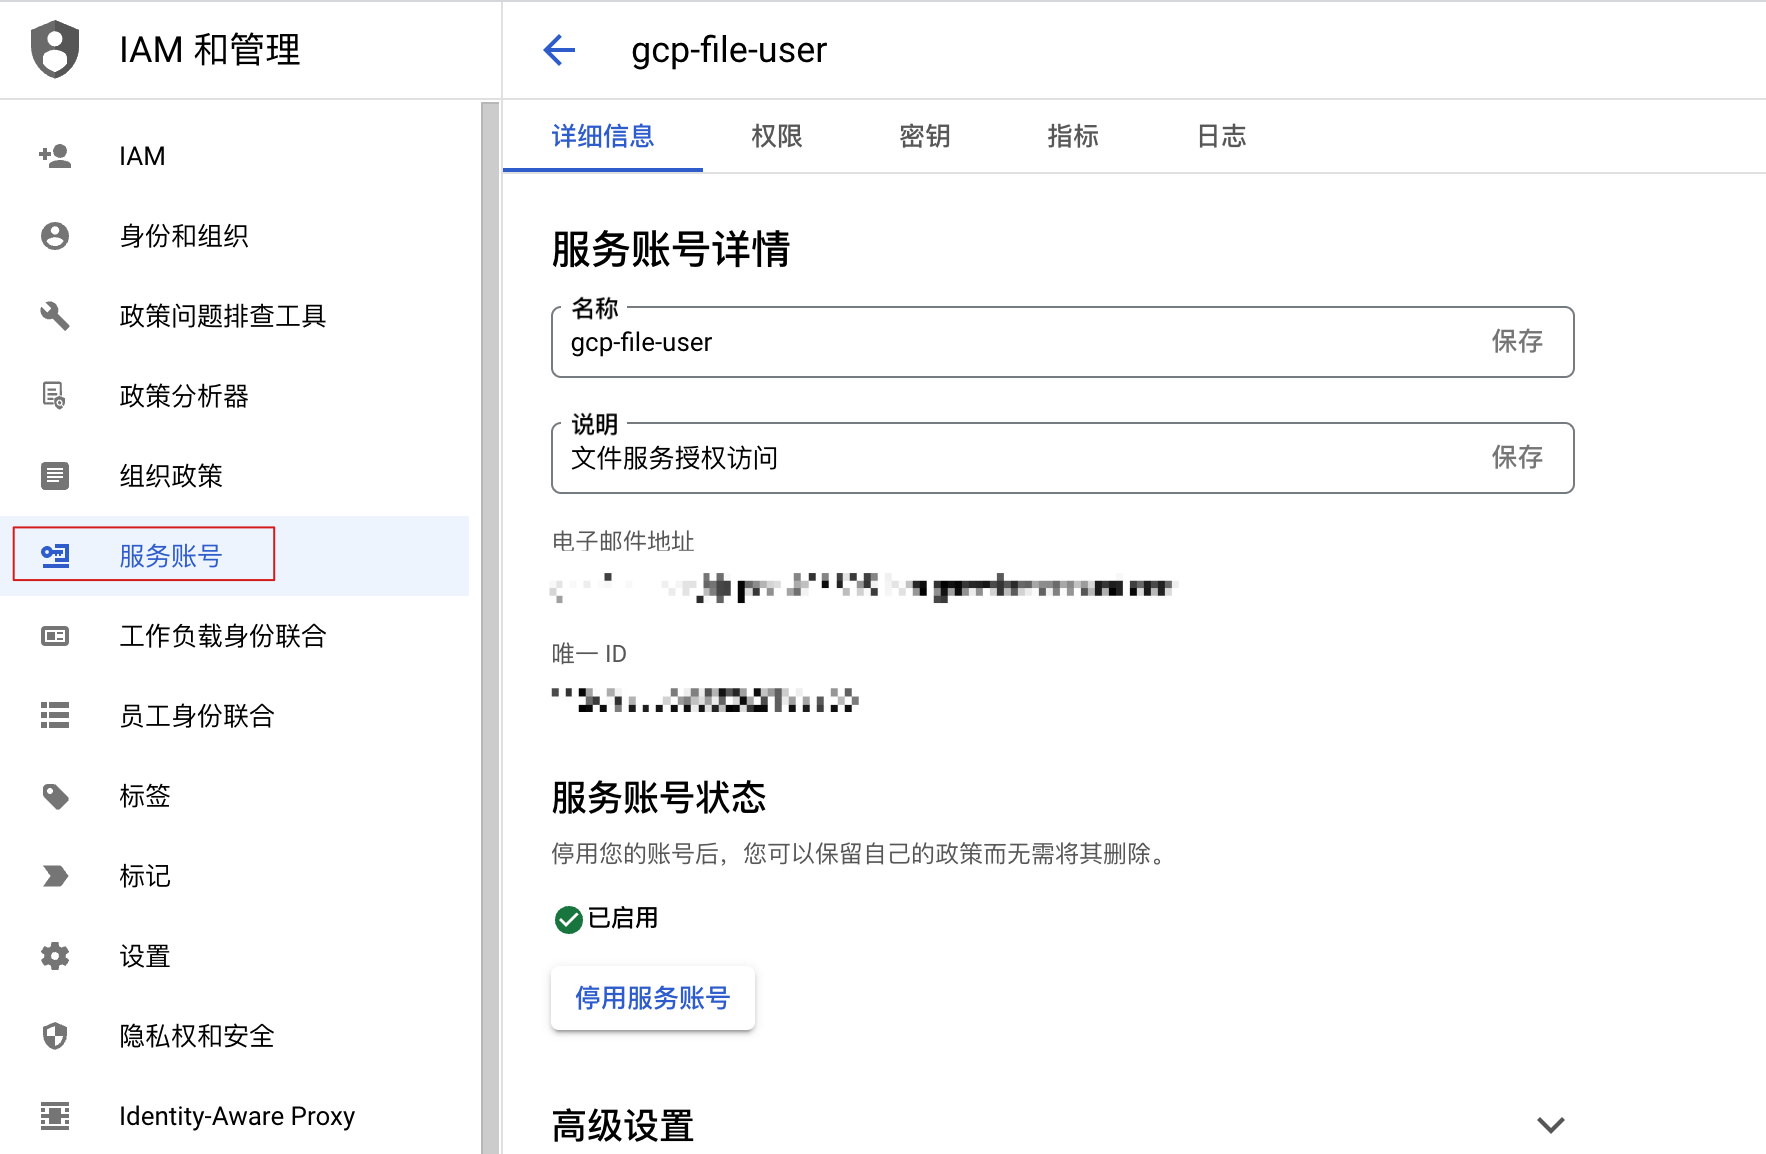 IAM 和管理
IAM
身份和组织
政策问题排查工具
政策分析器
组织政策
服务账号
工作负载身份联合
员工身份联合
标签
标记
设置
隐私权和安全
Identity-Aware Proxy
gcp-file-user
详细信息 权限 密钥 指标 日志
服务账号详情
名称
gcp-file-user 保存
说明
文件服务授权访问 保存
电子邮件地址
唯一 ID
服务账号状态
停用您的账号后，您可以保留自己的政策而无需将其删除。
已启用
停用服务账号
高级设置